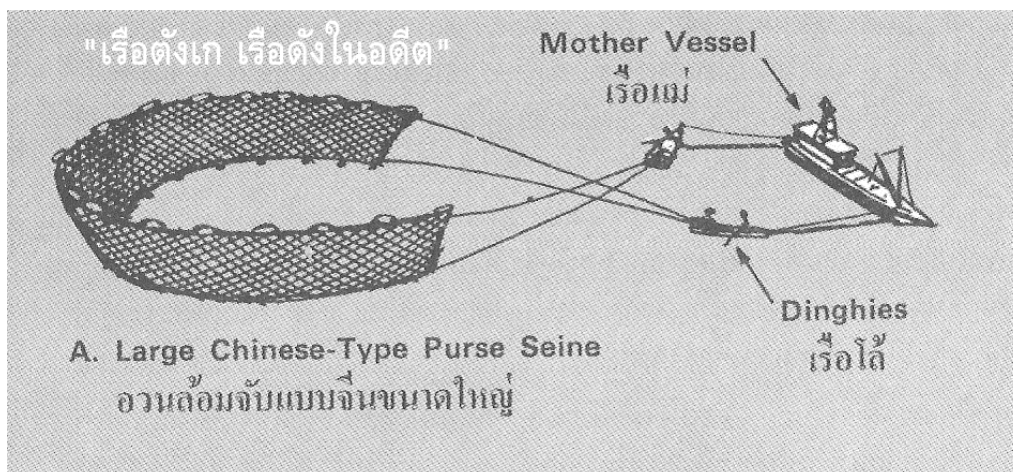 "เรือตังเก เรือดังในอดีต"
Mother Vessel
เรือแม่
Dinghies
เรือโล้
A. Large Chinese-Type Purse Seine
อวนล้อมจับแบบจีนขนาดใหญ่